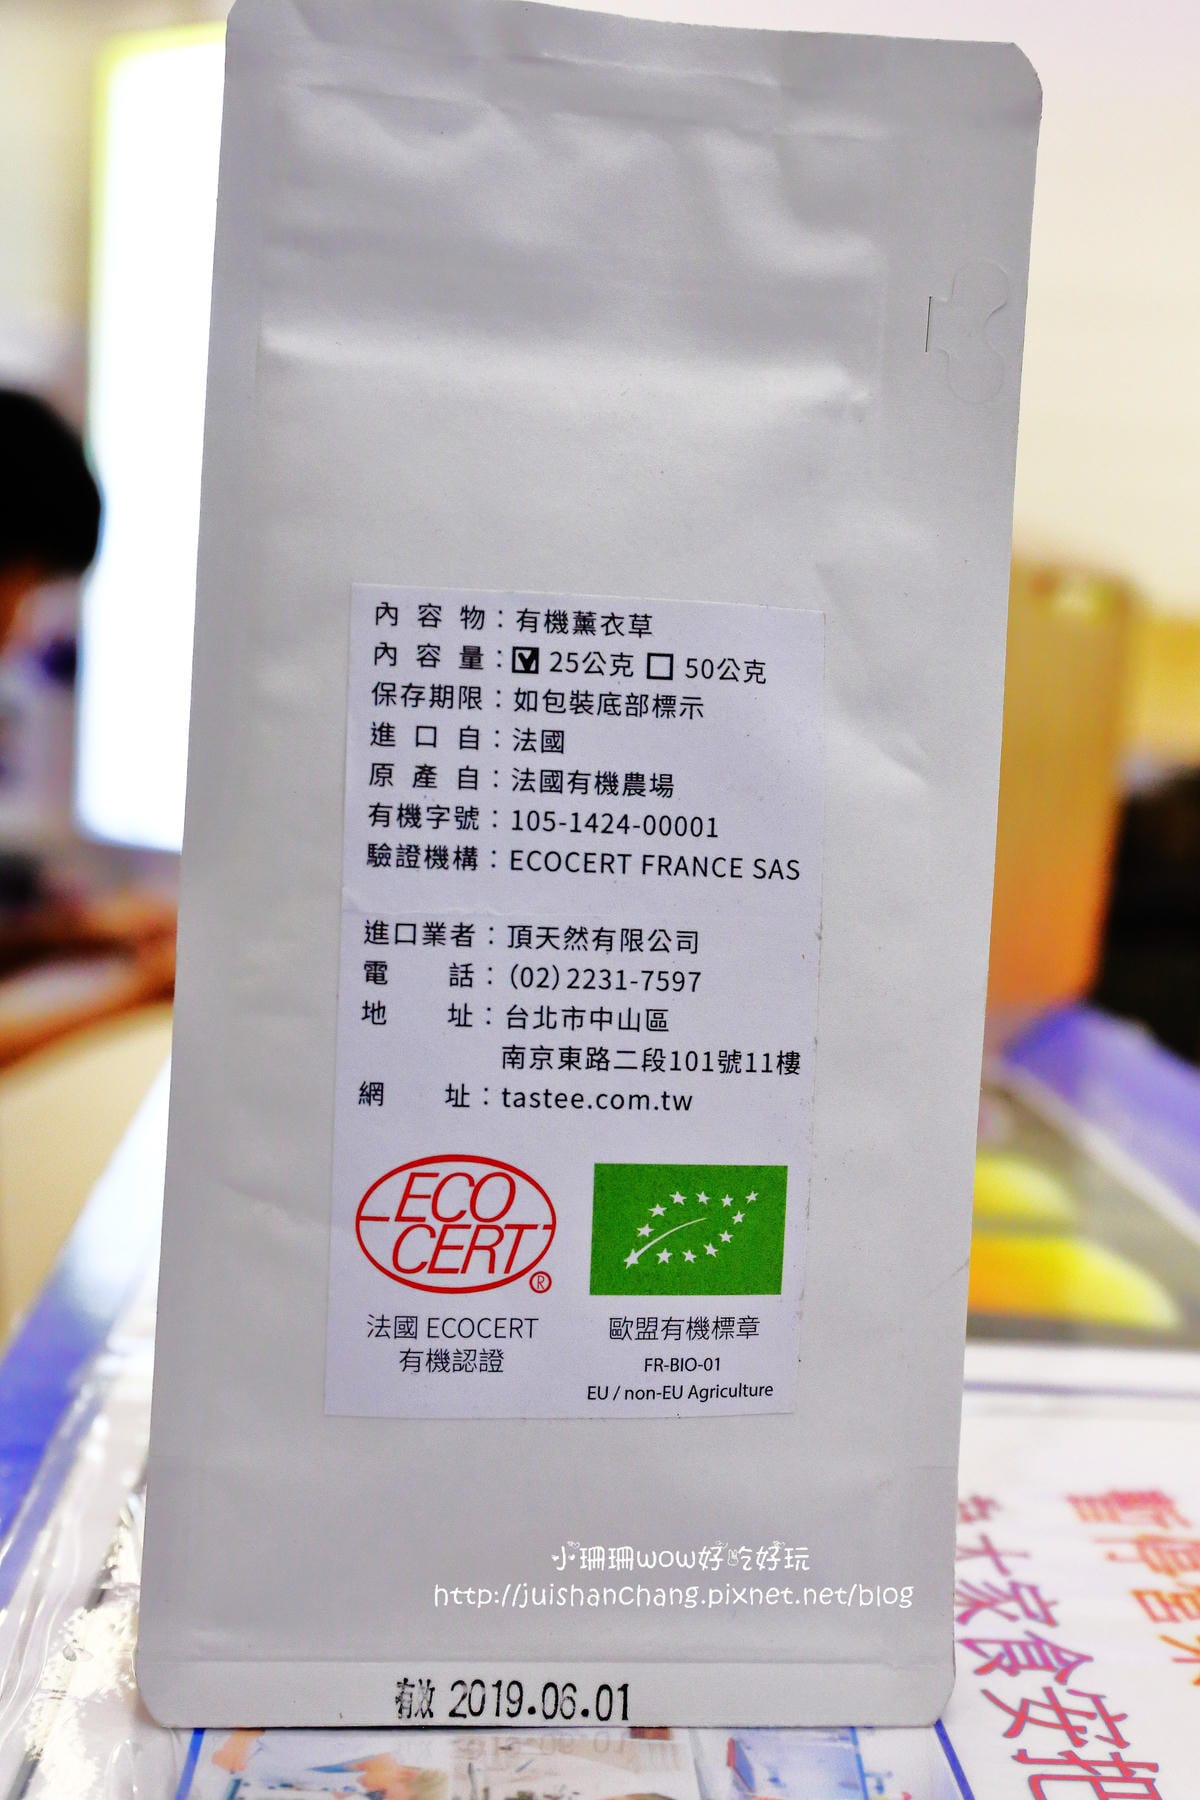 內容物：有機薰衣草
內容量：☑ 25公克 ☐ 50公克
保存期限：如包裝底部標示
進口自：法國
原產自：法國有機農場
有機字號：105-1424-00001
驗證機構：ECOCERT FRANCE SAS
進口業者：頂天然有限公司
電話：(02)2231-7597
地址：台北市中山區
南京東路二段101號11樓
網址：tastee.com.tw
ECO
CERT®
法國 ECOCERT
有機認證
歐盟有機標章
FR-BIO-01
EU / non-EU Agriculture
小珊珊wow好吃好玩
http://juishanchang.pixnet.net/blog
有效 2019.06.01
大家食安把